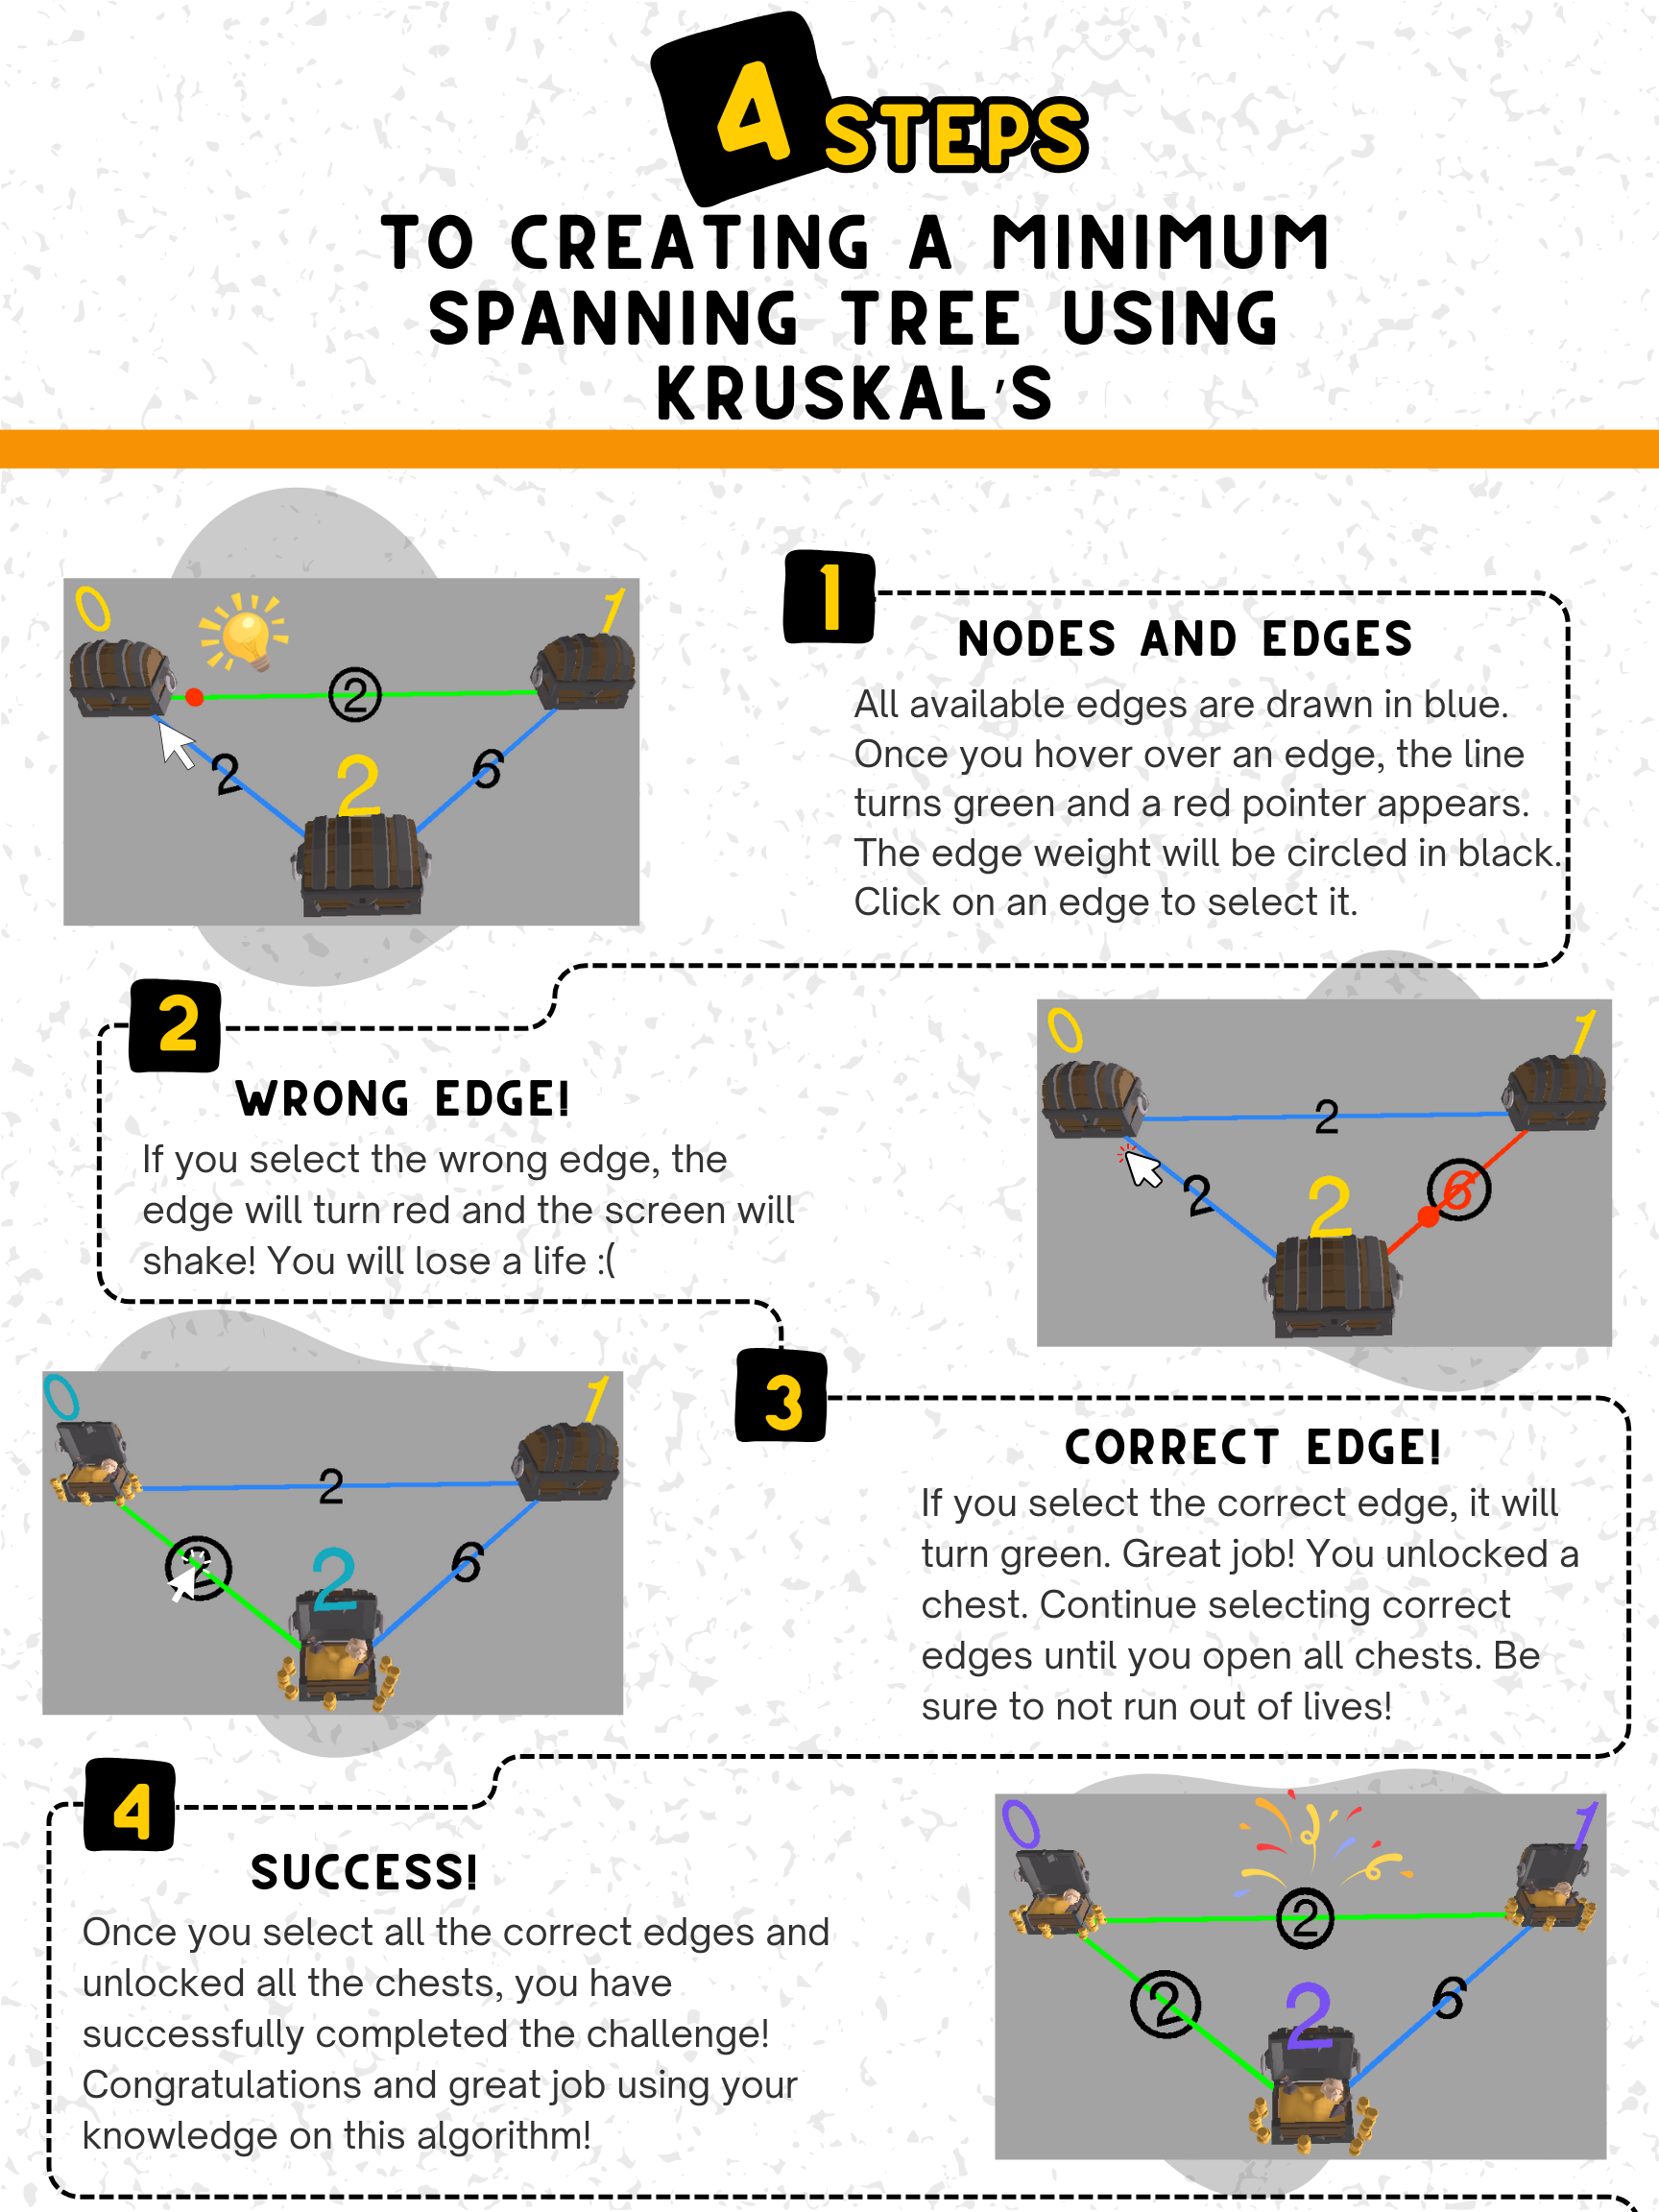 4 STEPS
TO CREATING A MINIMUM
SPANNING TREE USING
KRUSKAL'S
0
1
2
2
2
6
1
NODES AND EDGES
All available edges are drawn in blue.
Once you hover over an edge, the line
turns green and a red pointer appears.
The edge weight will be circled in black.
Click on an edge to select it.
2
WRONG EDGE!
If you select the wrong edge, the
edge will turn red and the screen will
shake! You will lose a life :(
0
1
2
2
2
6
0
1
2
2
2
6
3
CORRECT EDGE!
If you select the correct edge, it will
turn green. Great job! You unlocked a
chest. Continue selecting correct
edges until you open all chests. Be
sure to not run out of lives!
4
SUCCESS!
Once you select all the correct edges and
unlocked all the chests, you have
successfully completed the challenge!
Congratulations and great job using your
knowledge on this algorithm!
0
1
2
2
2
6